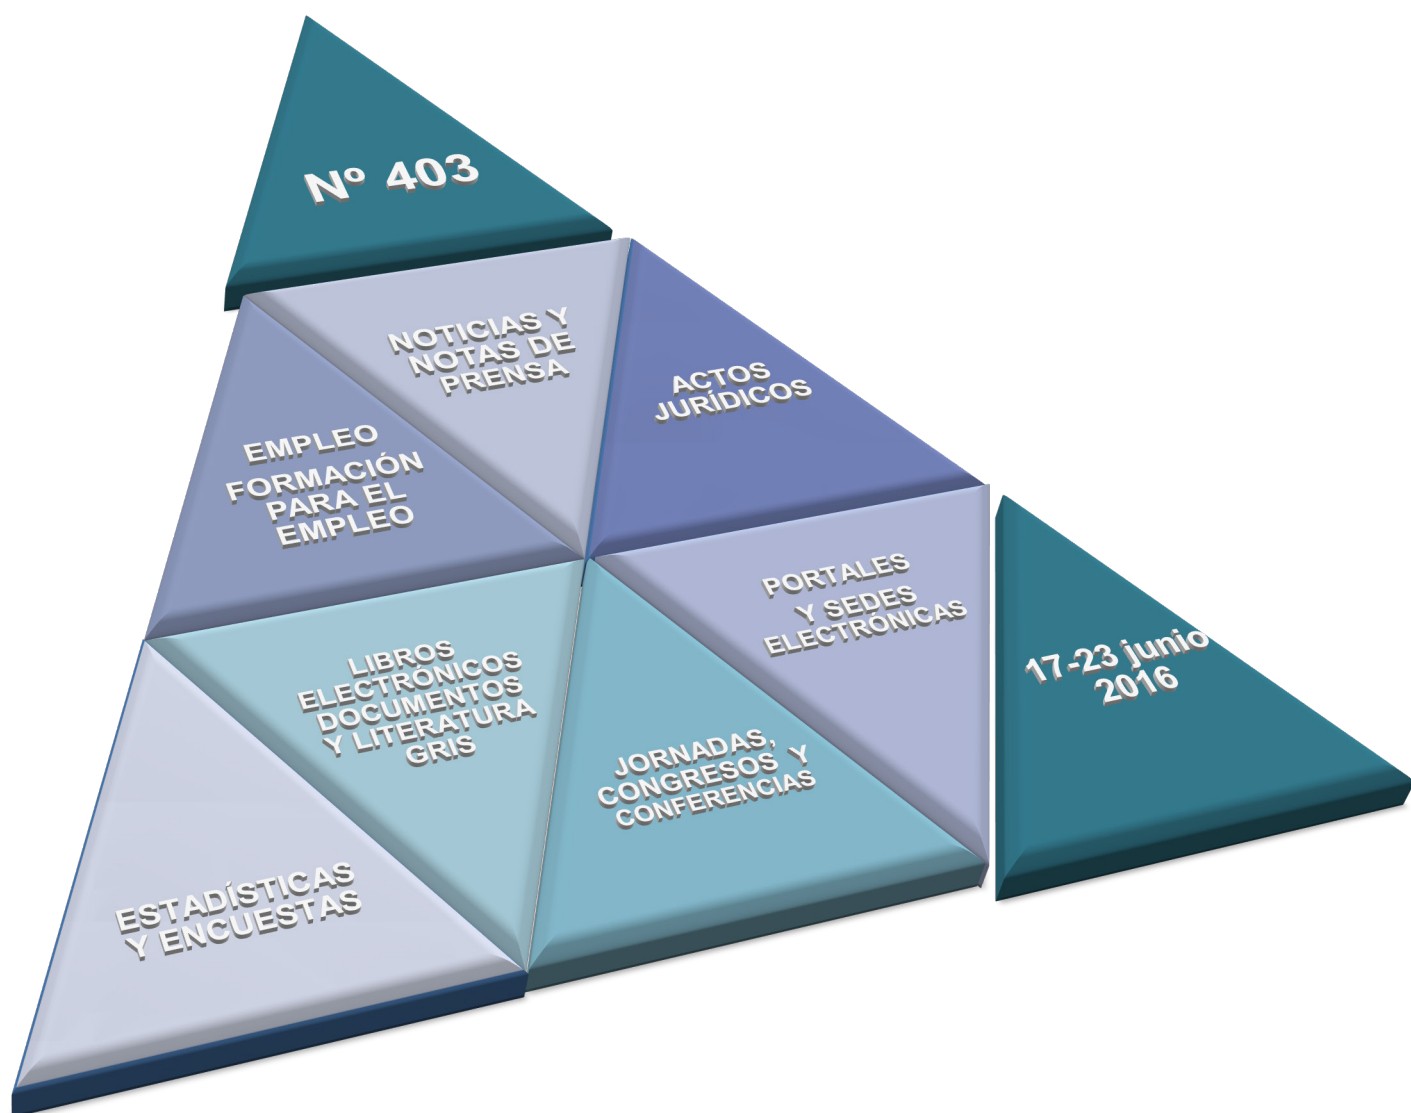 Nº 403
NOTICIAS Y
NOTAS DE
PRENSA
ACTOS
JURÍDICOS
EMPLEO
FORMACIÓN
PARA EL
EMPLEO
PORTALES
Y SEDES
ELECTRÓNICAS
17-23 junio
2016
LIBROS
ELECTRÓNICOS
DOCUMENTOS
Y LITERATURA
GRIS
JORNADAS,
CONGRESOS Y
CONFERENCIAS
ESTADÍSTICAS
Y ENCUESTAS